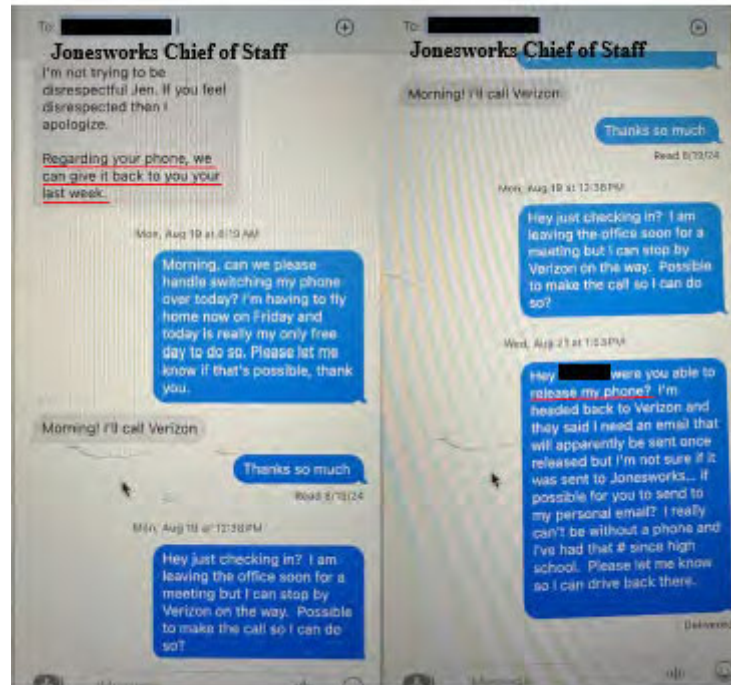 To:
Jonesworks Chief of Staff
I'm not trying to be
disrespectful Jen. If you feel
disrespected then I
apologize.
Regarding your phone, we
can give it back to you your
last week.
Mon, Aug 19 at 8:19 AM
Morning, can we please
handle switching my phone
over today? I'm having to fly
home now on Friday and
today is really my only free
day to do so. Please let me
know if that's possible, thank
you.
Morning! I'll call Verizon
Thanks so much
Read 8/19/24
Mon, Aug 19 at 12:38 PM
Hey just checking in? I am
leaving the office soon for a
meeting but I can stop by
Verizon on the way. Possible
to make the call so I can do
so?
To:
Jonesworks Chief of Staff
Morning! I'll call Verizon
Thanks so much
Read 8/19/24
Mon, Aug 19 at 12:38 PM
Hey just checking in? I am
leaving the office soon for a
meeting but I can stop by
Verizon on the way. Possible
to make the call so I can do
so?
Wed, Aug 21 at 1:53 PM
Hey were you able to
release my phone? I'm
headed back to Verizon and
they said I need an email that
will apparently be sent once
released but I'm not sure if it
was sent to Jonesworks... if
possible for you to send to
my personal email? I really
can't be without a phone and
I've had that # since high
school. Please let me know
so I can drive back there.
Delivered